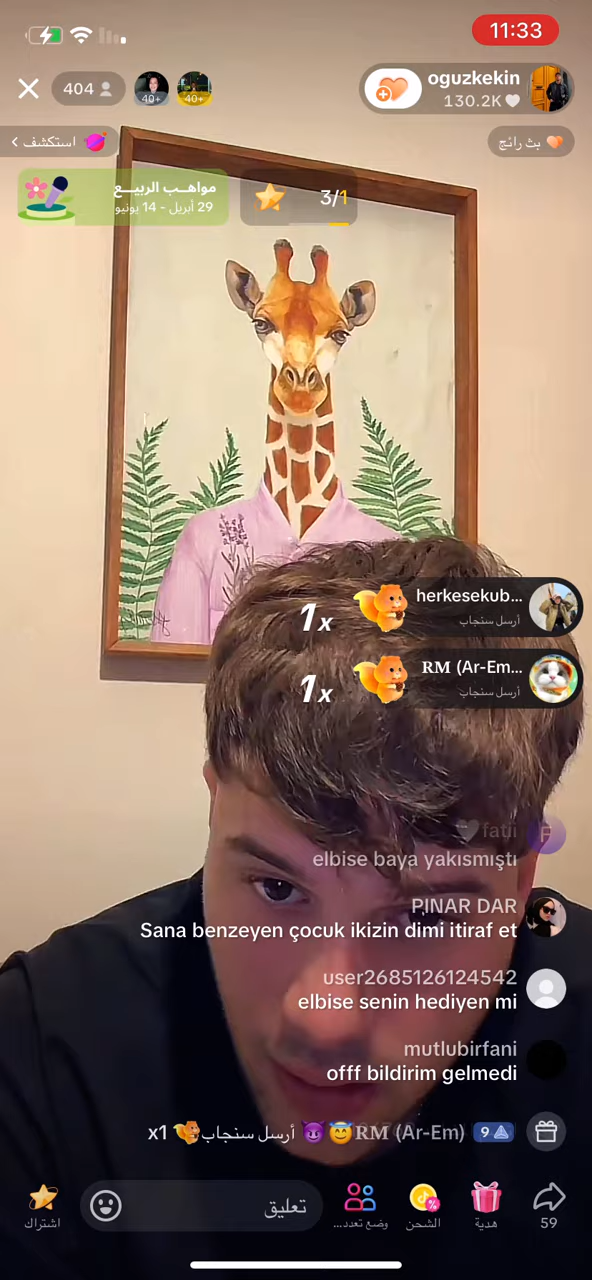 11:33
404
40+
40+
oguzkekin
130.2K
استكشف
بث رائج
مواهب الربيع
29 أبريل - 14 يونيو
3/1
herkesekub...
أرسل سنجاب
1x
RM (Ar-Em...
أرسل سنجاب
1x
fatii
elbise baya yakısmıştı
PINAR DAR
Sana benzeyen çocuk ikizin dimi itiraf et
user2685126124542
elbise senin hediyen mi
mutlubirfani
offf bildirim gelmedi
9 RM (Ar-Em)😇😈 أرسل سنجاب x1
تعليق
اشتراك
وضع تعدد...
الشحن
هدية
59